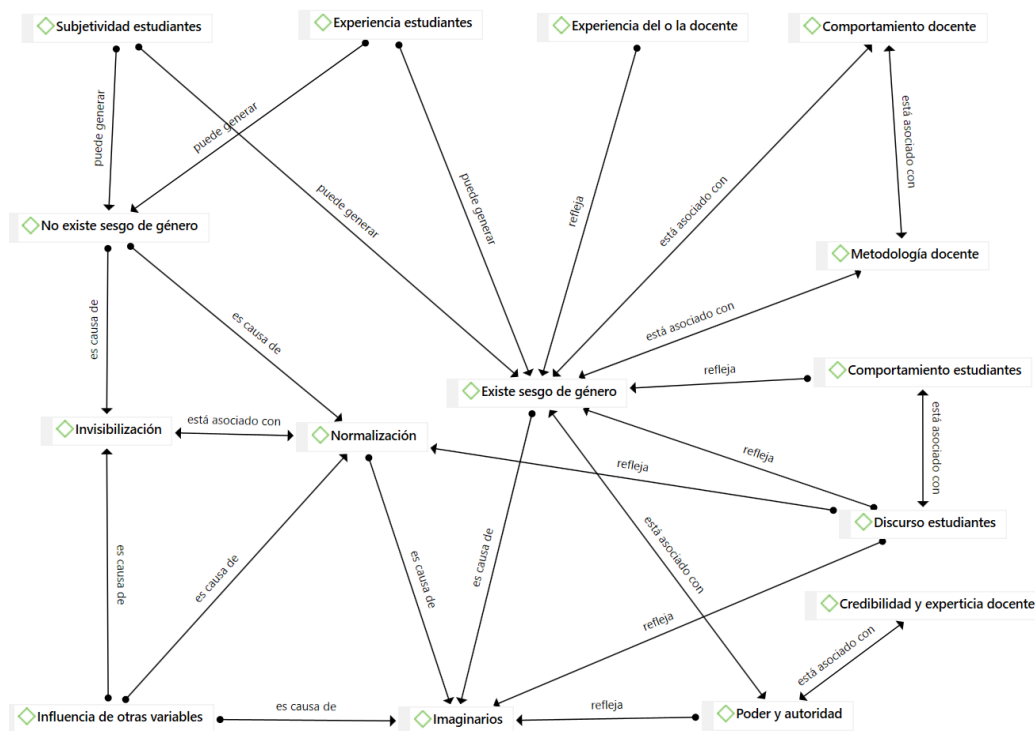 Subjetividad estudiantes
Experiencia estudiantes
Experiencia del o la docente
Comportamiento docente
puede generar
puede generar
está asociado con
puede generar
puede generar
refleja
está asociado con
No existe sesgo de género
Metodología docente
es causa de
es causa de
está asociado con
Existe sesgo de género
refleja
Comportamiento estudiantes
Invisibilización
está asociado con
Normalización
refleja
refleja
está asociado con
Discurso estudiantes
es causa de
es causa de
es causa de
es causa de
está asociado con
refleja
Credibilidad y experticia docente
está asociado con
Influencia de otras variables
es causa de
Imaginarios
refleja
Poder y autoridad